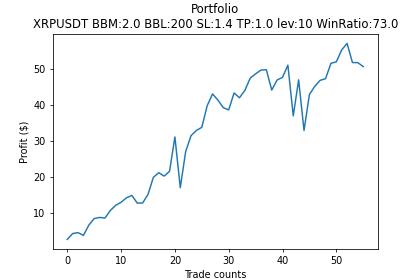 Portfolio
XRPUSDT BBM:2.0 BBL:200 SL:1.4 TP:1.0 lev:10 WinRatio:73.0
50
40
30
20
10
Profit ($)
0 10 20 30 40 50
Trade counts